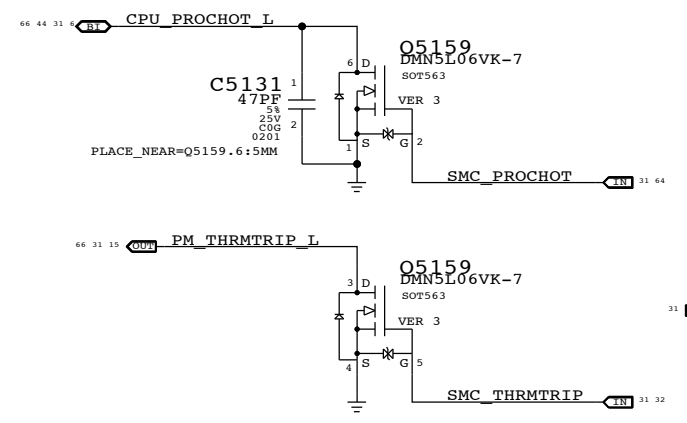 66 44 31 6 BI CPU_PROCHOT_L
Q5159
DMN5L06VK-7
SOT563
6 D
C5131 1
47PF
5%
25V
C0G 2
0201
VER 3
PLACE_NEAR=Q5159.6:5MM
1 S G 2
SMC_PROCHOT IN 31 64
66 31 15 OUT PM_THRMTRIP_L
Q5159
DMN5L06VK-7
3 D
SOT563
31
VER 3
4 S G 5
SMC_THRMTRIP IN 31 32